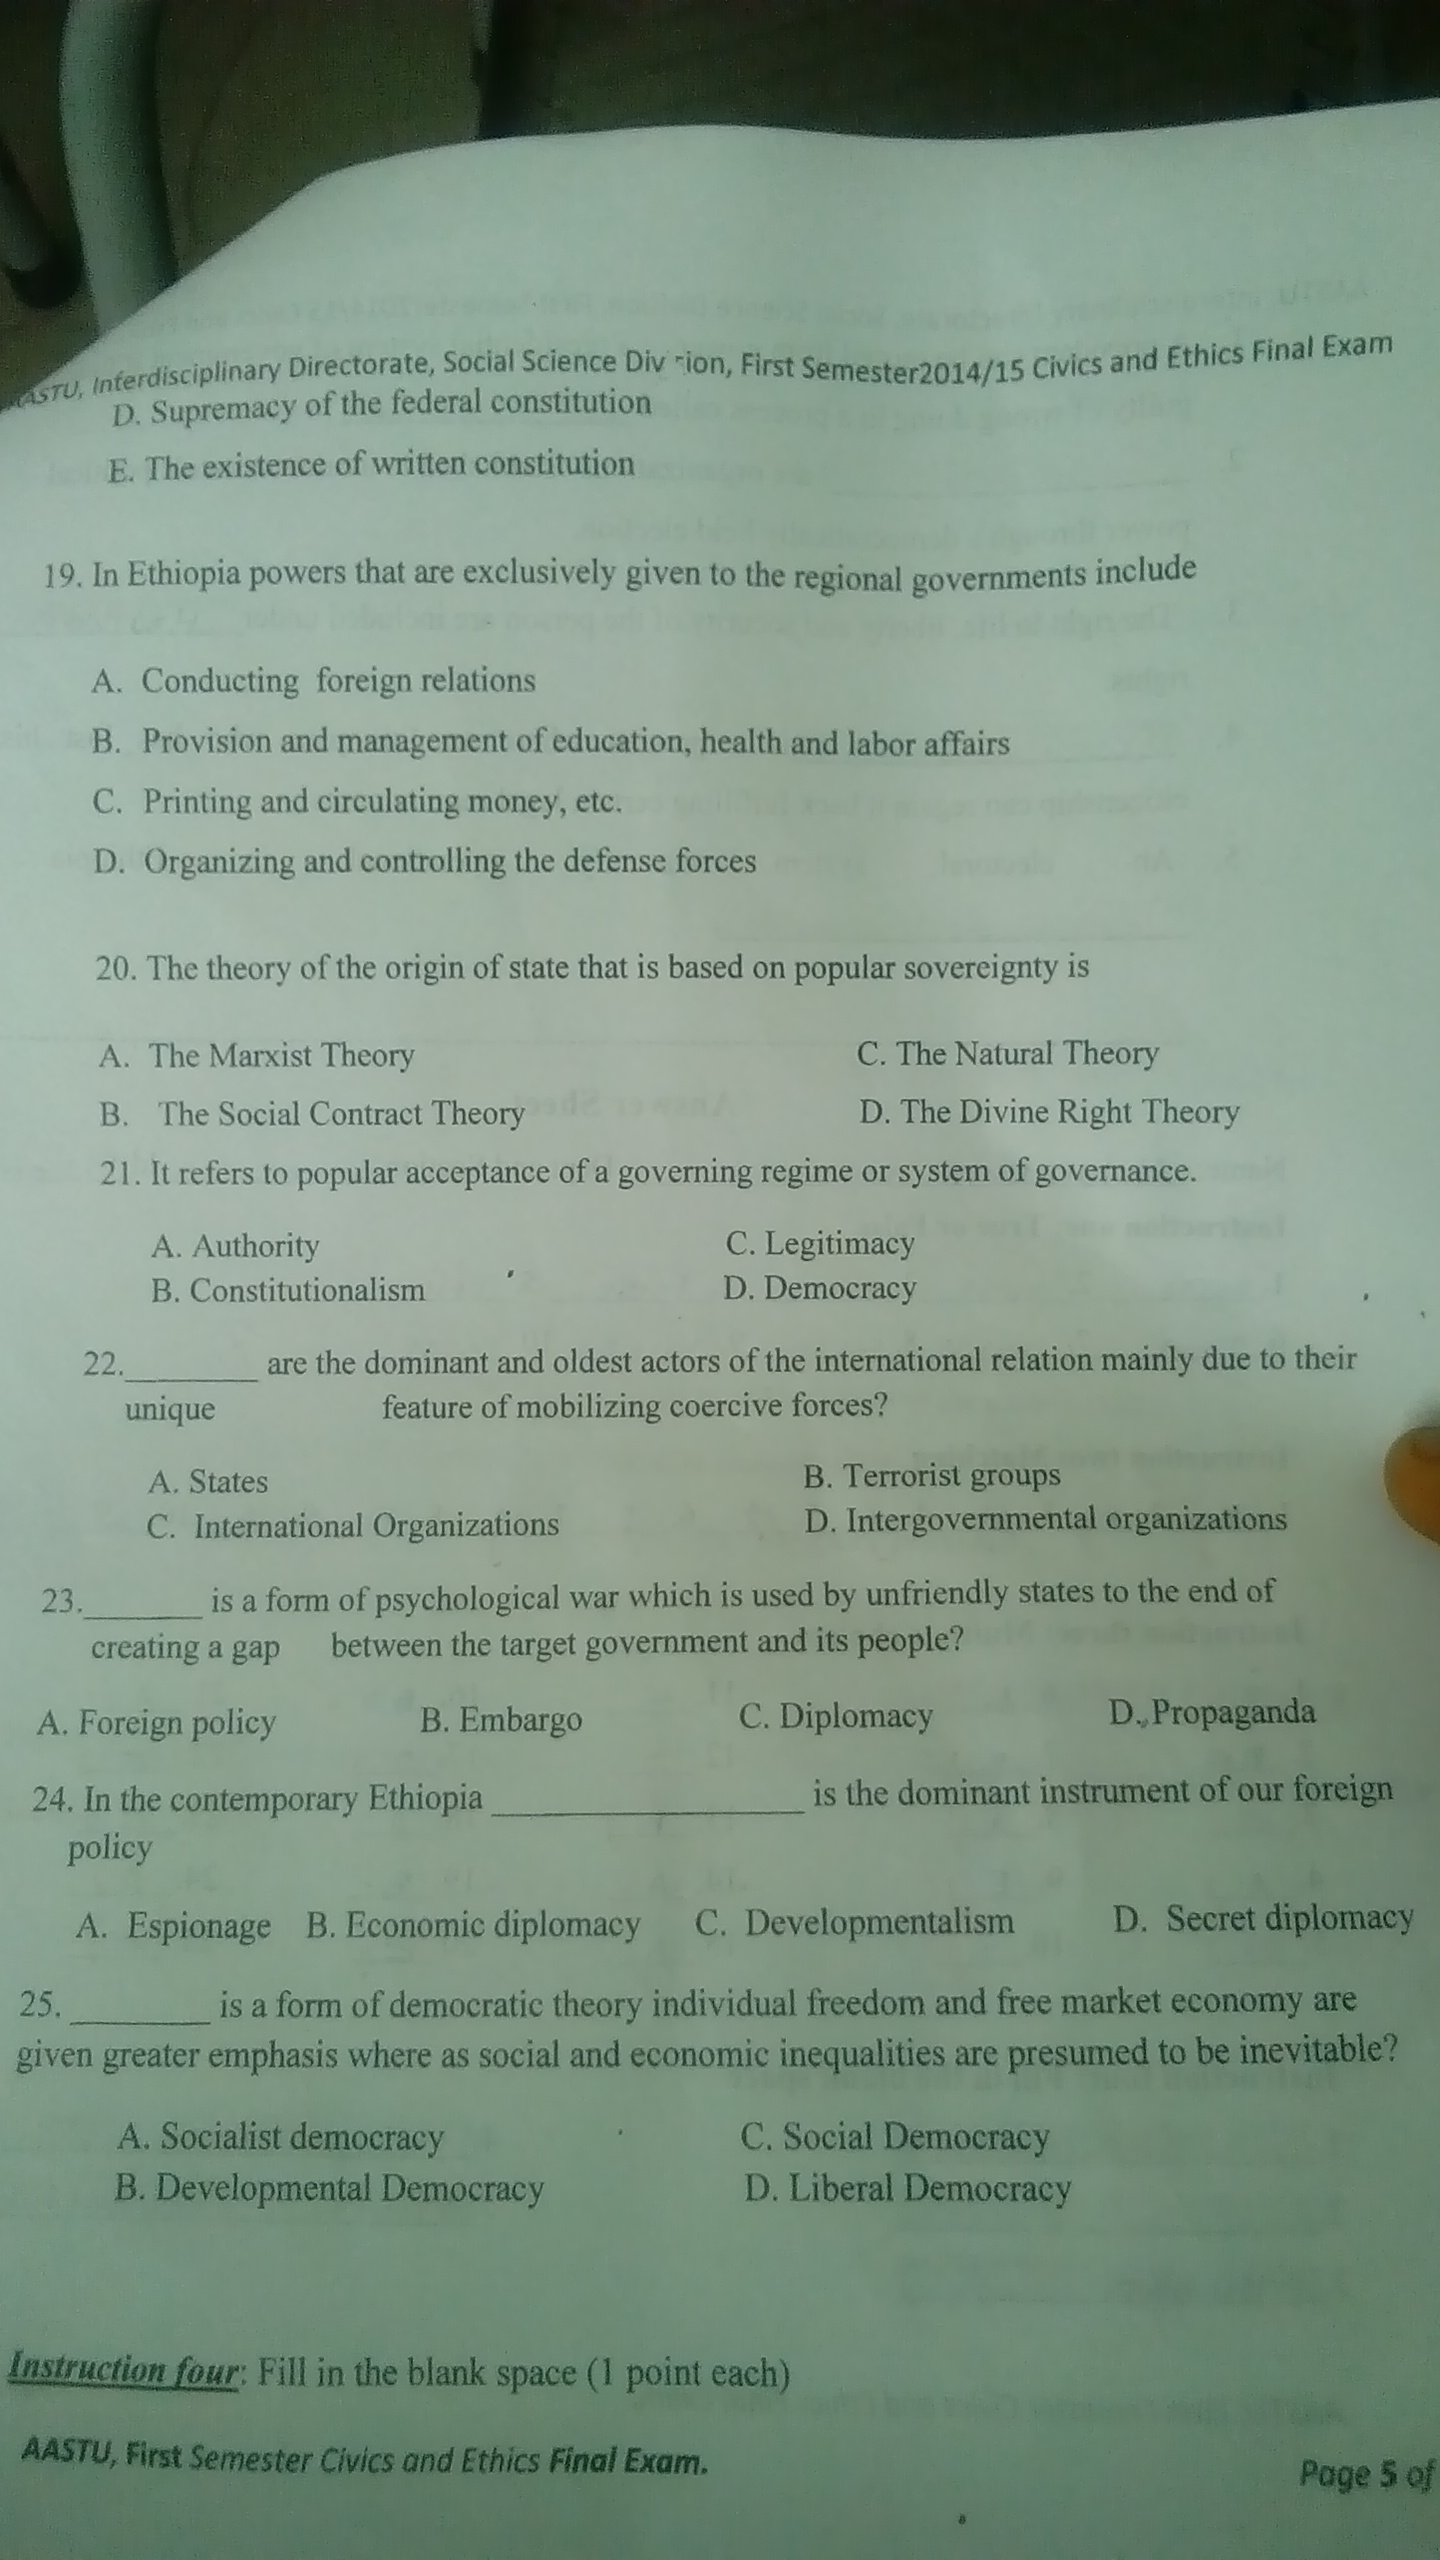 AASTU, Interdisciplinary Directorate, Social Science Div ion, First Semester2014/15 Civics and Ethics Final Exam
D. Supremacy of the federal constitution
E. The existence of written constitution
19. In Ethiopia powers that are exclusively given to the regional governments include
A. Conducting foreign relations
B. Provision and management of education, health and labor affairs
C. Printing and circulating money, etc.
D. Organizing and controlling the defense forces
20. The theory of the origin of state that is based on popular sovereignty is
A. The Marxist Theory C. The Natural Theory
B. The Social Contract Theory D. The Divine Right Theory
21. It refers to popular acceptance of a governing regime or system of governance.
A. Authority C. Legitimacy
B. Constitutionalism D. Democracy
22.________ are the dominant and oldest actors of the international relation mainly due to their
unique feature of mobilizing coercive forces?
A. States B. Terrorist groups
C. International Organizations D. Intergovernmental organizations
23._______ is a form of psychological war which is used by unfriendly states to the end of
creating a gap between the target government and its people?
A. Foreign policy B. Embargo C. Diplomacy D. Propaganda
24. In the contemporary Ethiopia __________________ is the dominant instrument of our foreign
policy
A. Espionage B. Economic diplomacy C. Developmentalism D. Secret diplomacy
25. ________ is a form of democratic theory individual freedom and free market economy are
given greater emphasis where as social and economic inequalities are presumed to be inevitable?
A. Socialist democracy C. Social Democracy
B. Developmental Democracy D. Liberal Democracy
Instruction four: Fill in the blank space (1 point each)
AASTU, First Semester Civics and Ethics Final Exam.
Page 5 of